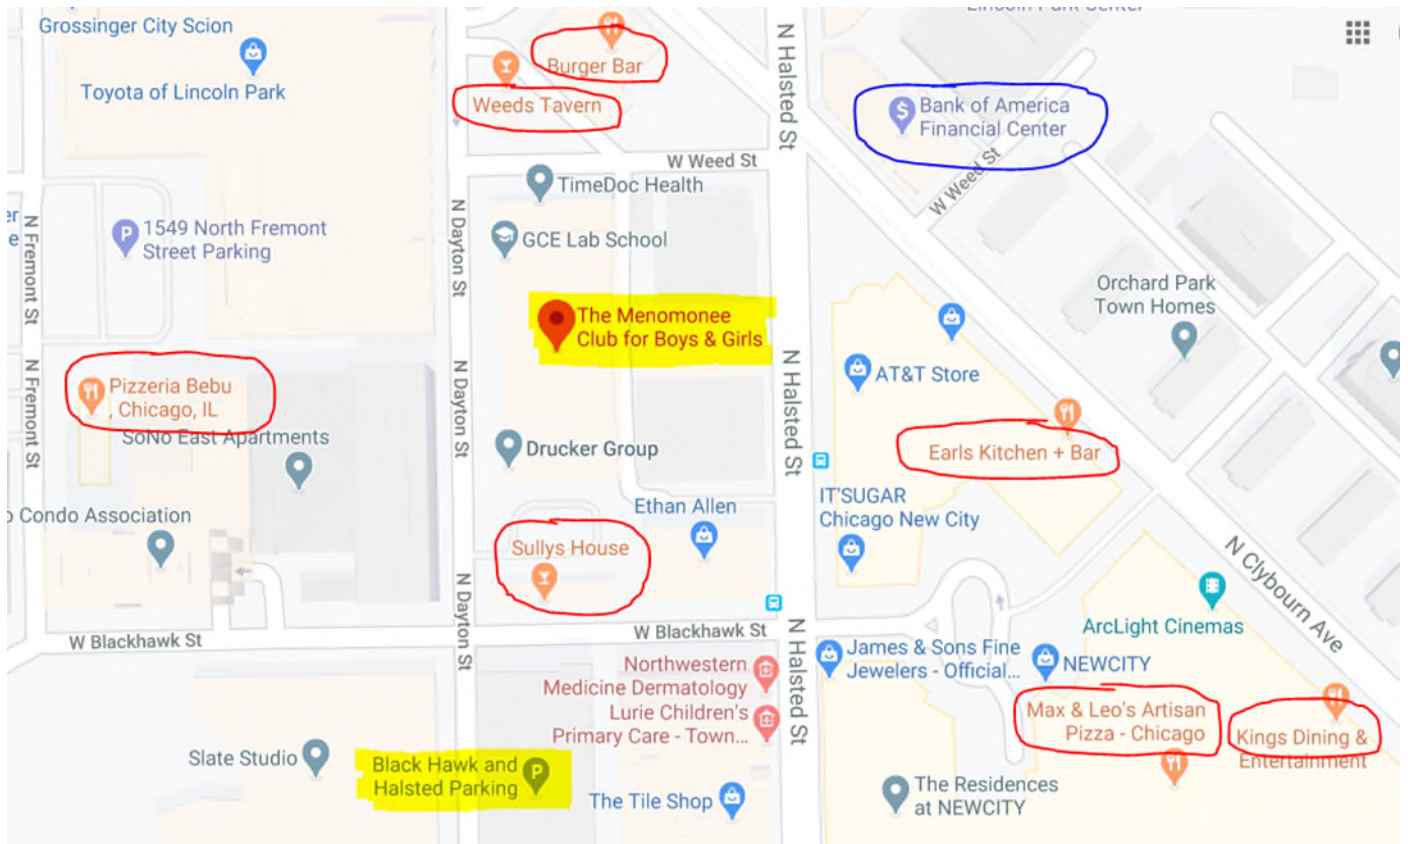 Grossinger City Scion
Toyota of Lincoln Park
Burger Bar
Weeds Tavern
N Halsted St
Lincoln Park Center
$ Bank of America
Financial Center
W Weed St
W Weed St
TimeDoc Health
GCE Lab School
N Dayton St
N Fremont St
er
e
P 1549 North Fremont
Street Parking
The Menomonee
Club for Boys & Girls
Orchard Park
Town Homes
AT&T Store
N Halsted St
N Dayton St
N Fremont St
Pizzeria Bebu
, Chicago, IL
SoNo East Apartments
Drucker Group
Earls Kitchen + Bar
IT'SUGAR
Chicago New City
Ethan Allen
o Condo Association
Sullys House
N Clybourn Ave
N Dayton St
ArcLight Cinemas
W Blackhawk St
W Blackhawk St
N Halsted St
James & Sons Fine
Jewelers - Official...
NEWCITY
Northwestern
Medicine Dermatology
Lurie Children's
Primary Care - Town...
Max & Leo's Artisan
Pizza - Chicago
Kings Dining &
Entertainment
Slate Studio
Black Hawk and
Halsted Parking P
The Tile Shop
The Residences
at NEWCITY